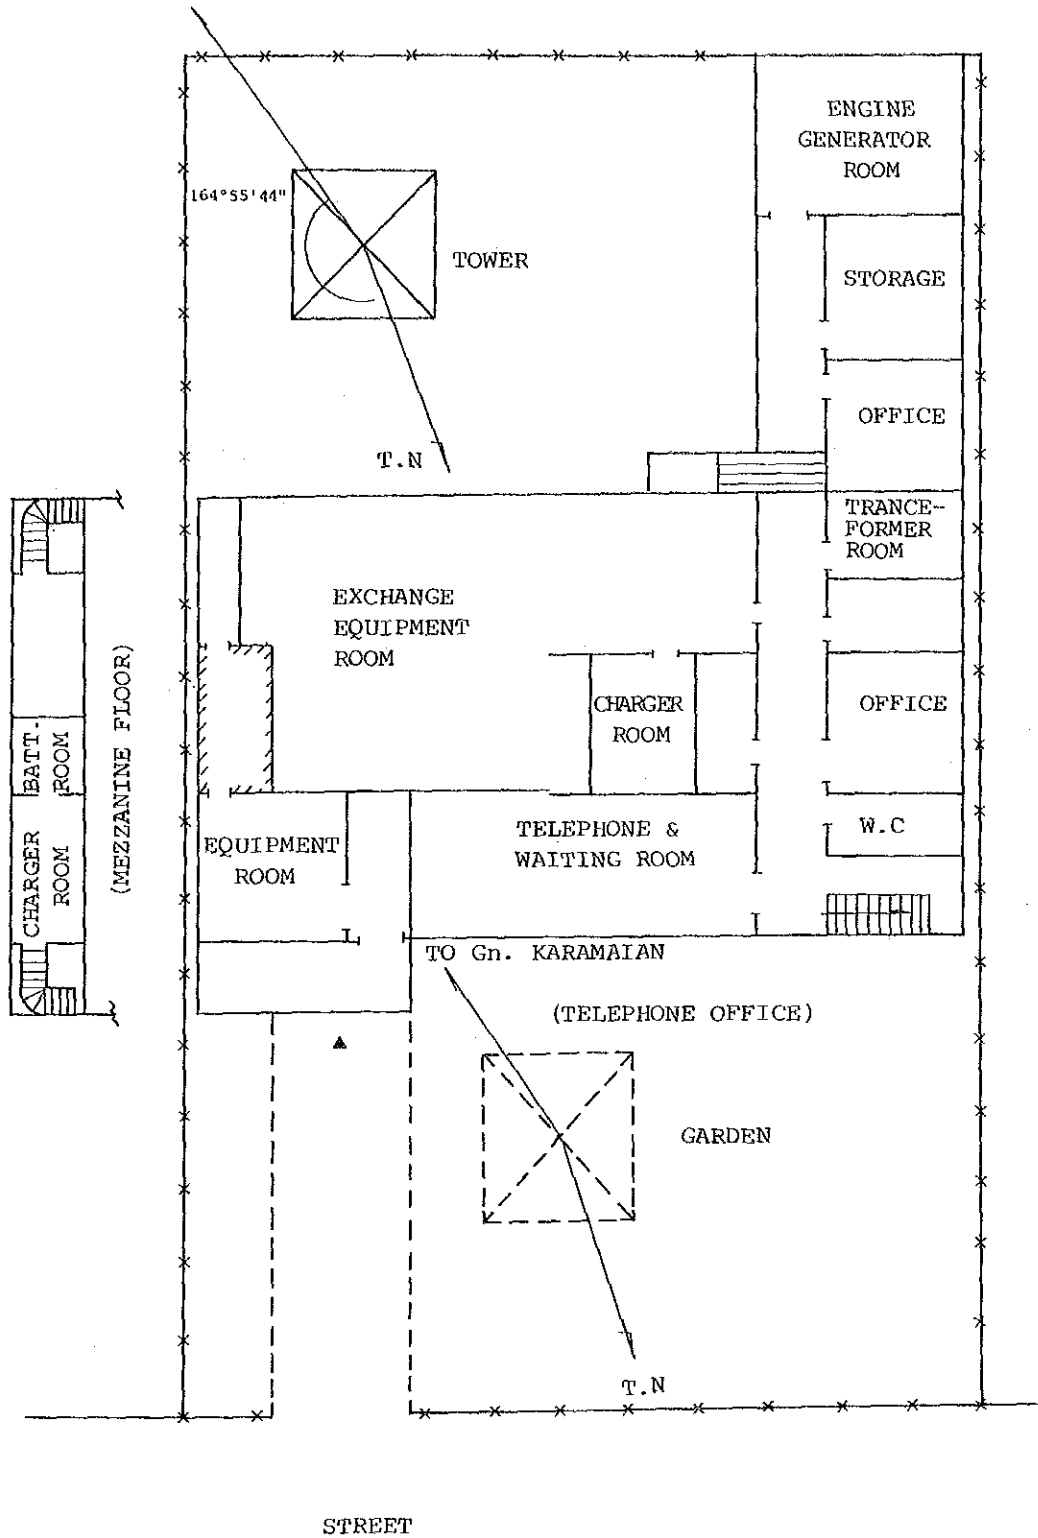 ENGINE
GENERATOR
ROOM
164°55'44"
TOWER
STORAGE
OFFICE
T.N
TRANCE-
FORMER
ROOM
EXCHANGE
EQUIPMENT
ROOM
(MEZZANINE FLOOR)
BATT.
ROOM
CHARGER
ROOM
CHARGER
ROOM
OFFICE
EQUIPMENT
ROOM
TELEPHONE &
WAITING ROOM
W.C
TO Gn. KARAMAIAN
(TELEPHONE OFFICE)
GARDEN
T.N
STREET